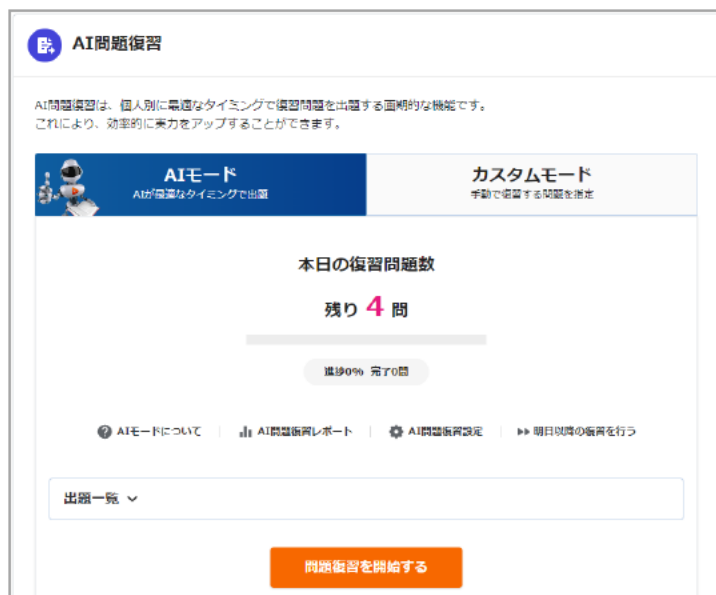 AI問題復習
AI問題復習は、個人別に最適なタイミングで復習問題を出題する画期的な機能です。
これにより、効率的に実力をアップすることができます。
AIモード
AIが最適なタイミングで出題
カスタムモード
手動で復習する問題を指定
本日の復習問題数
残り 4 問
進捗0% 完了0問
AIモードについて
AI問題復習レポート
AI問題復習設定
明日以降の復習を行う
出題一覧
問題復習を開始する